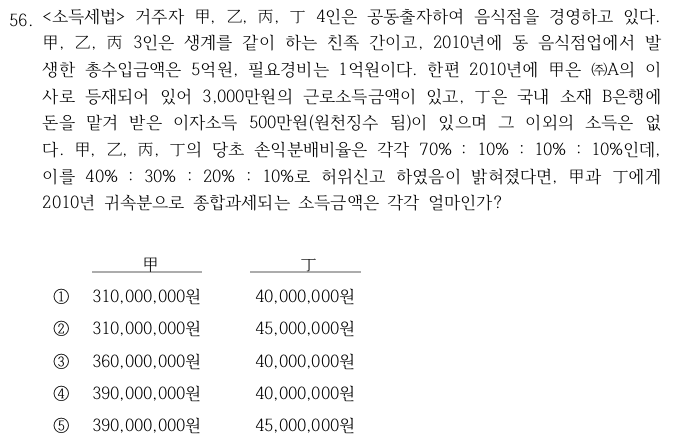 56. <소득세법> 거주자 甲, 乙, 丙, 丁 4인은 공동출자하여 음식점을 경영하고 있다.
甲, 乙, 丙 3인은 생계를 같이 하는 친족 간이고, 2010년에 동 음식점업에서 발
생한 총수입금액은 5억원, 필요경비는 1억원이다. 한편 2010년에 甲은 ㈜A의 이
사로 등재되어 있어 3,000만원의 근로소득금액이 있고, 丁은 국내 소재 B은행에
돈을 맡겨 받은 이자소득 500만원(원천징수 됨)이 있으며 그 이외의 소득은 없
다. 甲, 乙, 丙, 丁의 당초 손익분배비율은 각각 70% : 10% : 10% : 10%인데,
이를 40% : 30% : 20% : 10%로 허위신고 하였음이 밝혀졌다면, 甲과 丁에게
2010년 귀속분으로 종합과세되는 소득금액은 각각 얼마인가?
甲 丁
① 310,000,000원 40,000,000원
② 310,000,000원 45,000,000원
③ 360,000,000원 40,000,000원
④ 390,000,000원 40,000,000원
⑤ 390,000,000원 45,000,000원